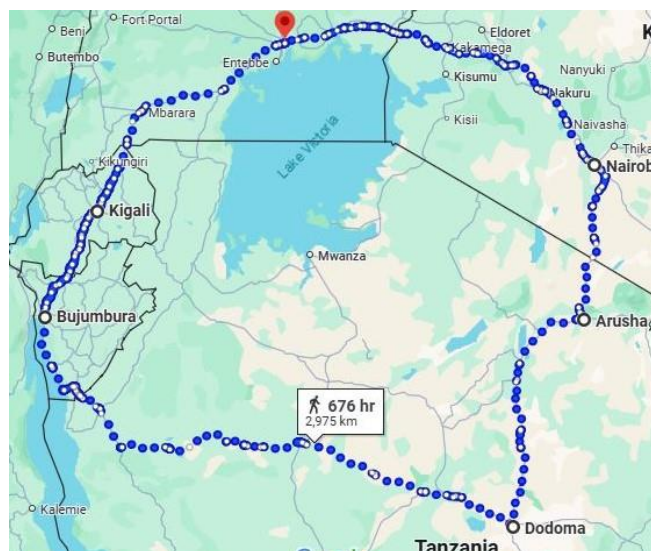 Beni
Fort Portal
Butembo
Entebbe
Eldoret
Kakamega
Kisumu
Nanyuki
Nakuru
Mbarara
Kisii
Naivasha
Lake Victoria
Thika
Kikungiri
Nairob
Kigali
Mwanza
Bujumbura
Arusha
676 hr
2,975 km
Kalemie
Dodoma
Tanzania